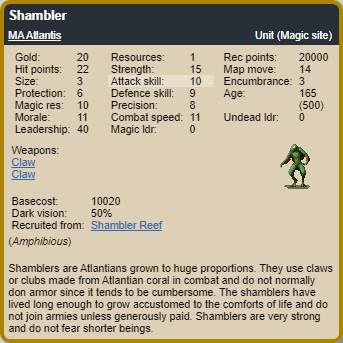 Shambler
MA Atlantis Unit (Magic site)
Gold: 20 Resources: 1 Rec points: 20000
Hit points: 22 Strength: 15 Map move: 14
Size: 3 Attack skill: 10 Encumbrance: 3
Protection: 6 Defence skill: 9 Age: 165
Magic res: 10 Precision: 8 (500)
Morale: 11 Combat speed: 11 Undead ldr: 0
Leadership: 40 Magic ldr: 0
Weapons:
Claw
Claw
Basecost: 10020
Dark vision: 50%
Recruited from: Shambler Reef
(Amphibious)
Shamblers are Atlantians grown to huge proportions. They use claws
or clubs made from Atlantian coral in combat and do not normally
don armor since it tends to be cumbersome. The shamblers have
lived long enough to grow accustomed to the comforts of life and do
not join armies unless generously paid. Shamblers are very strong
and do not fear shorter beings.